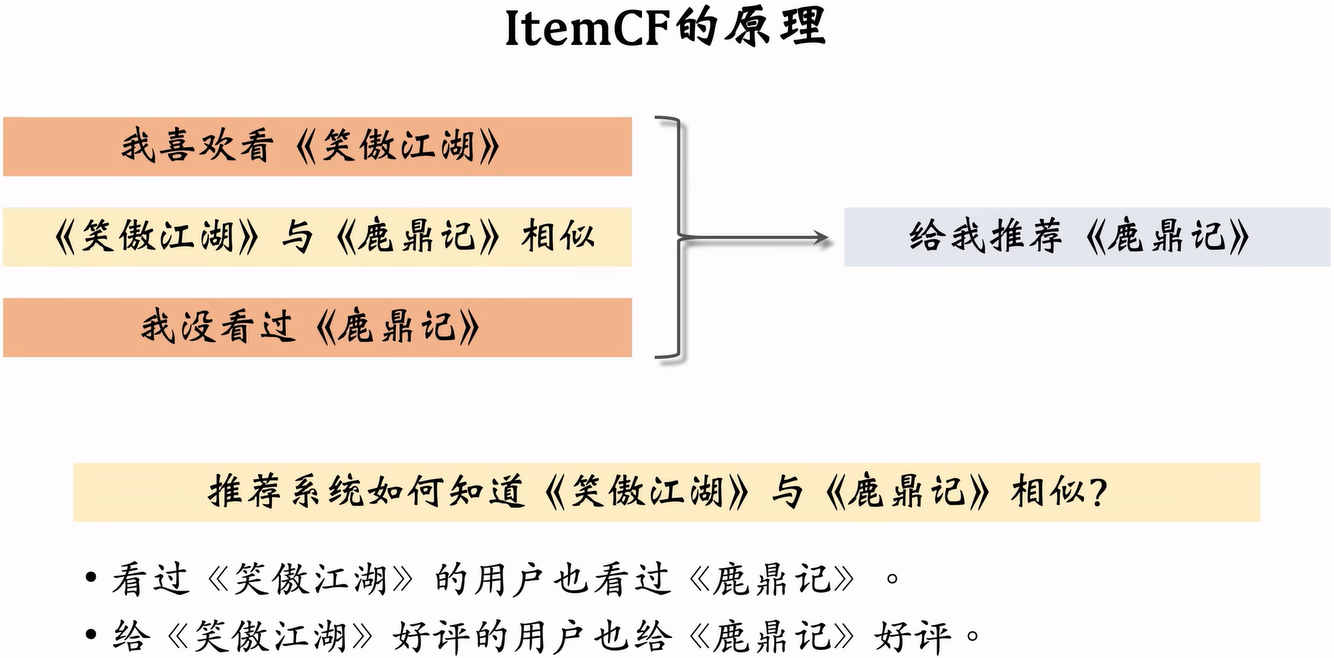 ItemCF的原理
我喜欢看《笑傲江湖》
《笑傲江湖》与《鹿鼎记》相似
给我推荐《鹿鼎记》
我没看过《鹿鼎记》
推荐系统如何知道《笑傲江湖》与《鹿鼎记》相似?
• 看过《笑傲江湖》的用户也看过《鹿鼎记》。
• 给《笑傲江湖》好评的用户也给《鹿鼎记》好评。